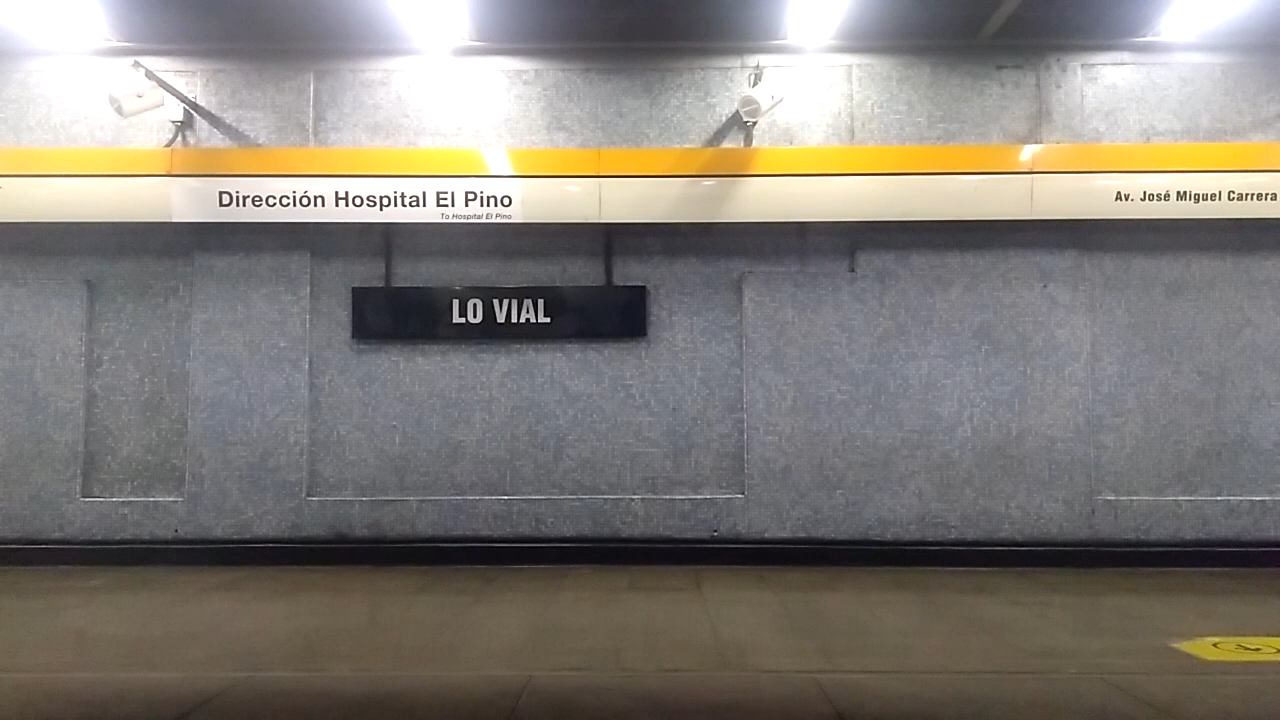 Dirección Hospital El Pino
To Hospital El Pino
Av. José Miguel Carrera
LO VIAL